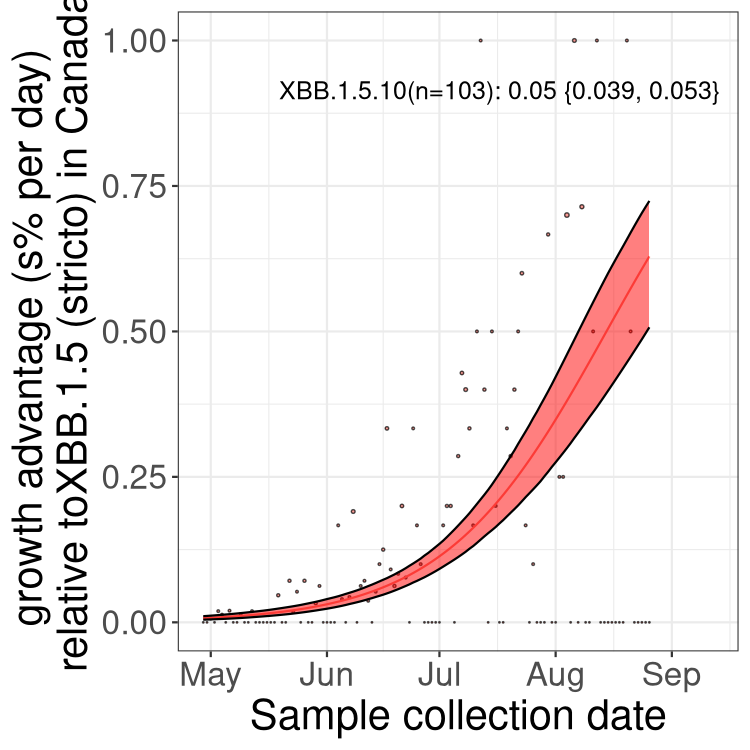 growth advantage (s% per day)
relative toXBB.1.5 (stricto) in Canada
1.00
0.75
0.50
0.25
0.00
XBB.1.5.10(n=103): 0.05 {0.039, 0.053}
May Jun Jul Aug Sep
Sample collection date